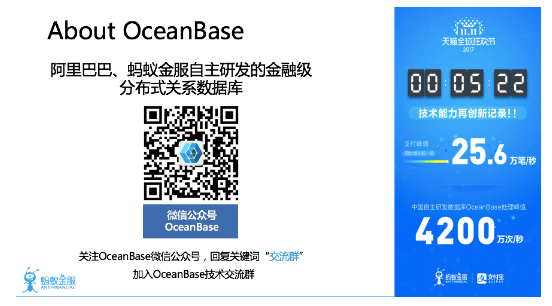 About OceanBase
阿里巴巴、蚂蚁金服自主研发的金融级
分布式关系数据库
微信公众号
OceanBase
关注OceanBase微信公众号，回复关键词“交流群”
加入OceanBase技术交流群
蚂蚁金服
ANT FINANCIAL
11.11
天猫全球狂欢节
2017
00:05:22
技术能力再创新记录!!
支付峰值
25.6万笔/秒
中国自主研发数据库OceanBase处理峰值
4200
万次/秒
蚂蚁金服
ANT FINANCIAL
支付宝
ALIPAY